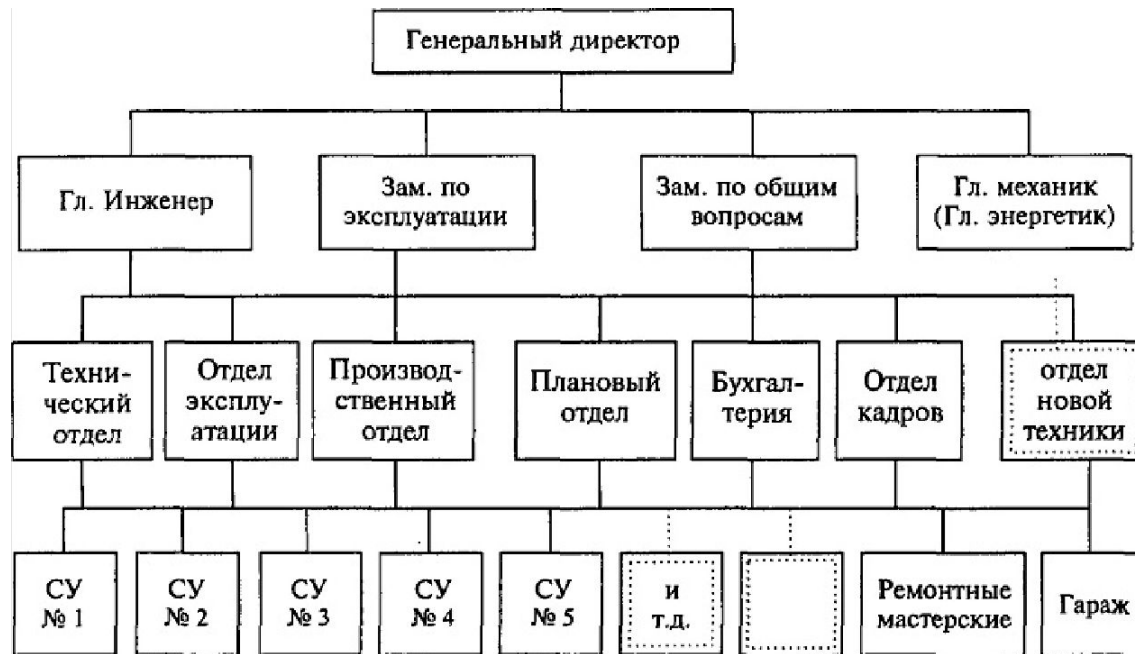 Генеральный директор
Гл. Инженер
Зам. по
эксплуатации
Зам. по общим
вопросам
Гл. механик
(Гл. энергетик)
Техни-
ческий
отдел
Отдел
эксплу-
атации
Производ-
ственный
отдел
Плановый
отдел
Бухгал-
терия
Отдел
кадров
отдел
новой
техники
СУ
№ 1
СУ
№ 2
СУ
№ 3
СУ
№ 4
СУ
№ 5
и
т.д.
Ремонтные
мастерские
Гараж